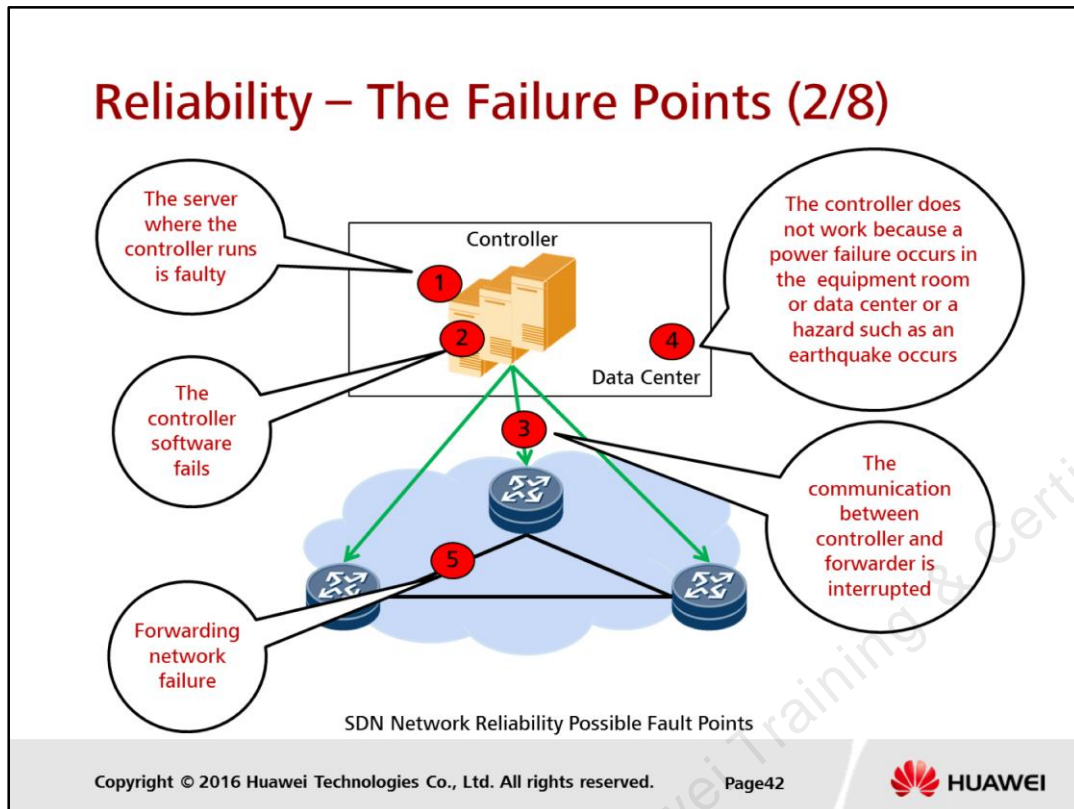 Reliability – The Failure Points (2/8)
The server
where the
controller runs
is faulty
The
controller
software
fails
Forwarding
network
failure
Controller
1
2
4
Data Center
3
5
The controller does
not work because a
power failure occurs in
the equipment room
or data center or a
hazard such as an
earthquake occurs
The
communication
between
controller and
forwarder is
interrupted
SDN Network Reliability Possible Fault Points
Copyright © 2016 Huawei Technologies Co., Ltd. All rights reserved.
Page42
HUAWEI
Training & Certi